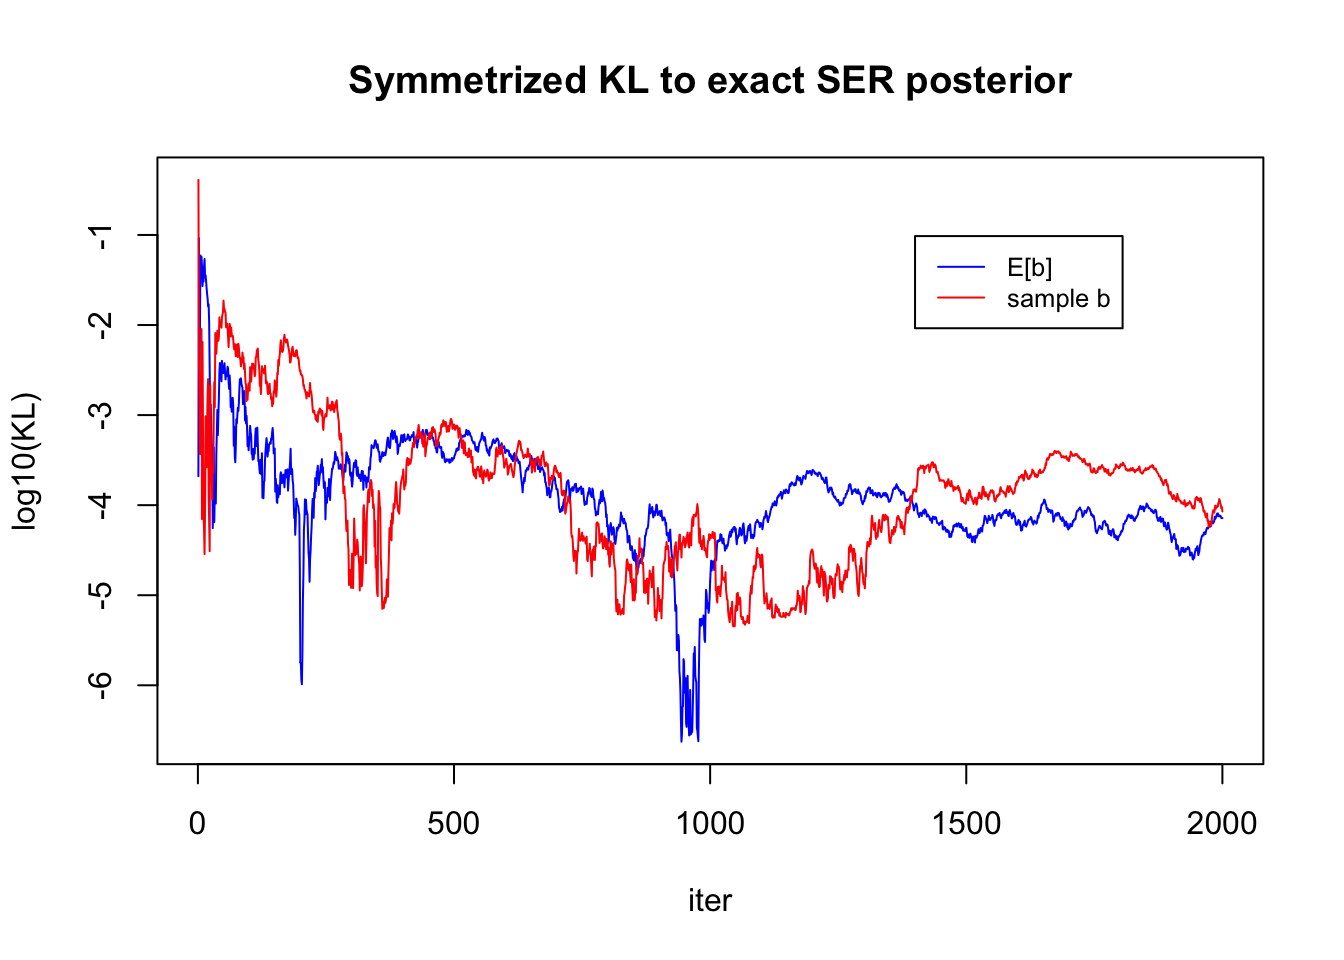 Symmetrized KL to exact SER posterior
log10(KL)
-1
-2
-3
-4
-5
-6
E[b]
sample b
0 500 1000 1500 2000
iter